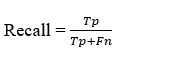 Recall = Tp / Tp+Fn